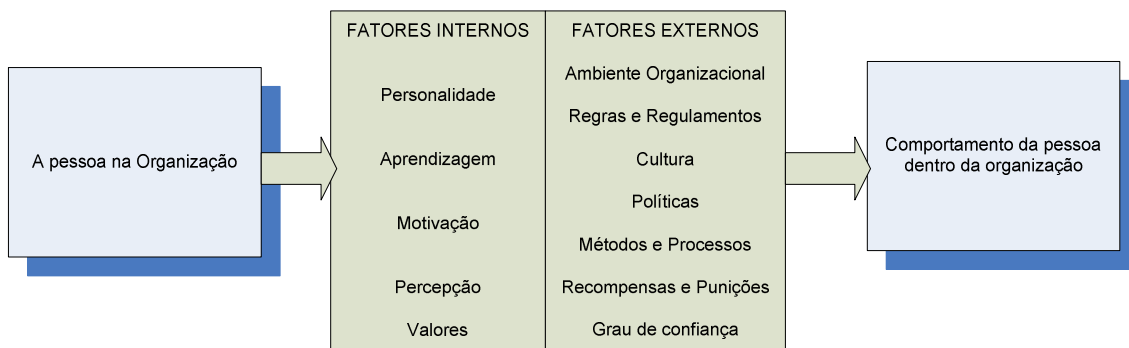 A pessoa na Organização
FATORES INTERNOS
Personalidade
Aprendizagem
Motivação
Percepção
Valores
FATORES EXTERNOS
Ambiente Organizacional
Regras e Regulamentos
Cultura
Políticas
Métodos e Processos
Recompensas e Punições
Grau de confiança
Comportamento da pessoa
dentro da organização